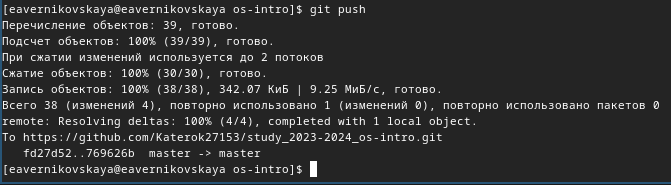 [eavernikovskaya@eavernikovskaya os-intro]$ git push
Перечисление объектов: 39, готово.
Подсчет объектов: 100% (39/39), готово.
При сжатии изменений используется до 2 потоков
Сжатие объектов: 100% (30/30), готово.
Запись объектов: 100% (38/38), 342.07 КиБ | 9.25 МиБ/с, готово.
Всего 38 (изменений 4), повторно использовано 1 (изменений 0), повторно использовано пакетов 0
remote: Resolving deltas: 100% (4/4), completed with 1 local object.
To https://github.com/Katerok27153/study_2023-2024_os-intro.git
   fd27d52..769626b  master -> master
[eavernikovskaya@eavernikovskaya os-intro]$